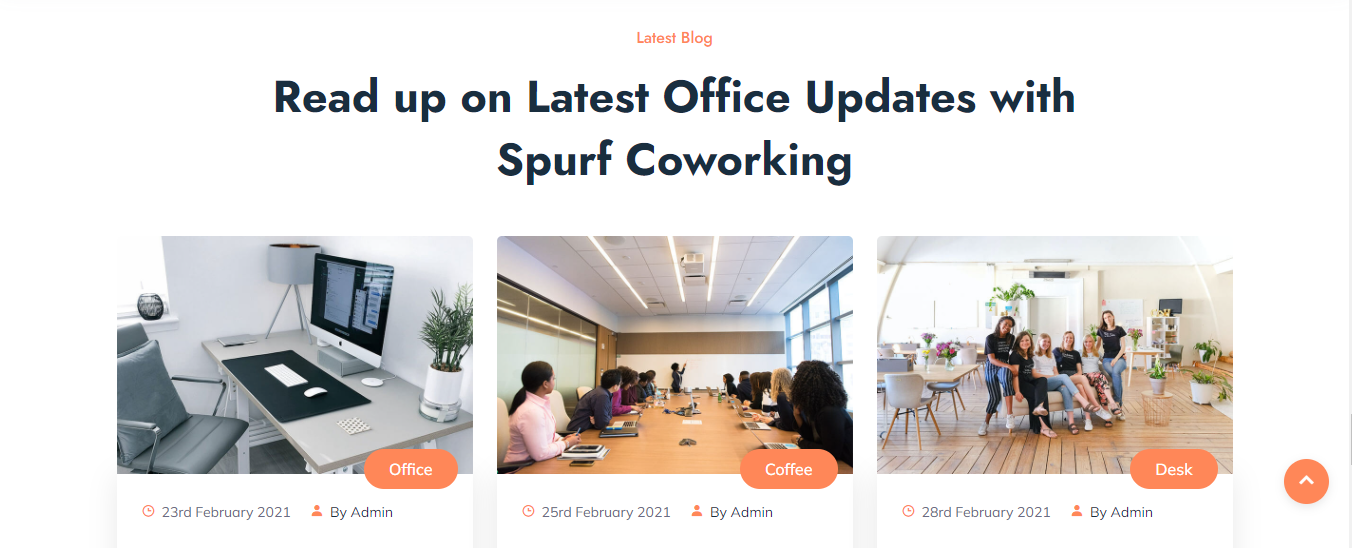 Latest Blog
Read up on Latest Office Updates with
Spurf Coworking
Office
Coffee
Desk
23rd February 2021 By Admin
25rd February 2021 By Admin
28rd February 2021 By Admin